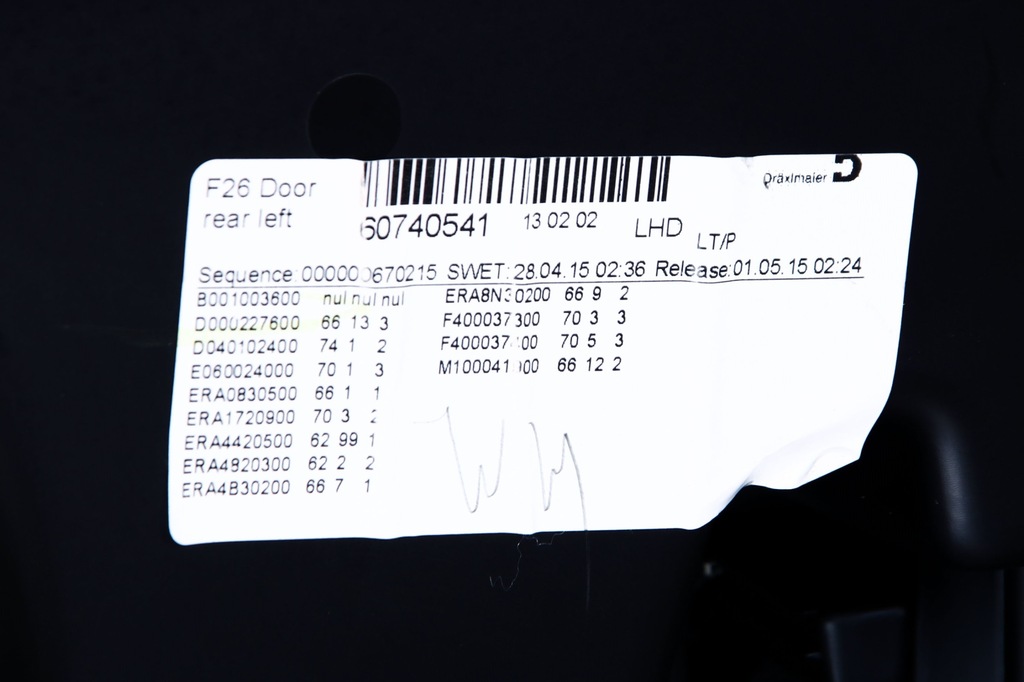 F26 Door
rear left
60740541 13 02 02 LHD LT/P
Dräxlmaier
Sequence: 000000670215 SWET: 28.04.15 02:36 Release: 01.05.15 02:24
B001003600 nul nul nul
D000227600 66 13 3
D040102400 74 1 2
E060024000 70 1 3
ERA0830500 66 1 1
ERA1720900 70 3 2
ERA4420500 62 99 1
ERA4820300 62 2 2
ERA4B30200 66 7 1
ERA8N30200 66 9 2
F400037300 70 3 3
70 5 3
66 12 2